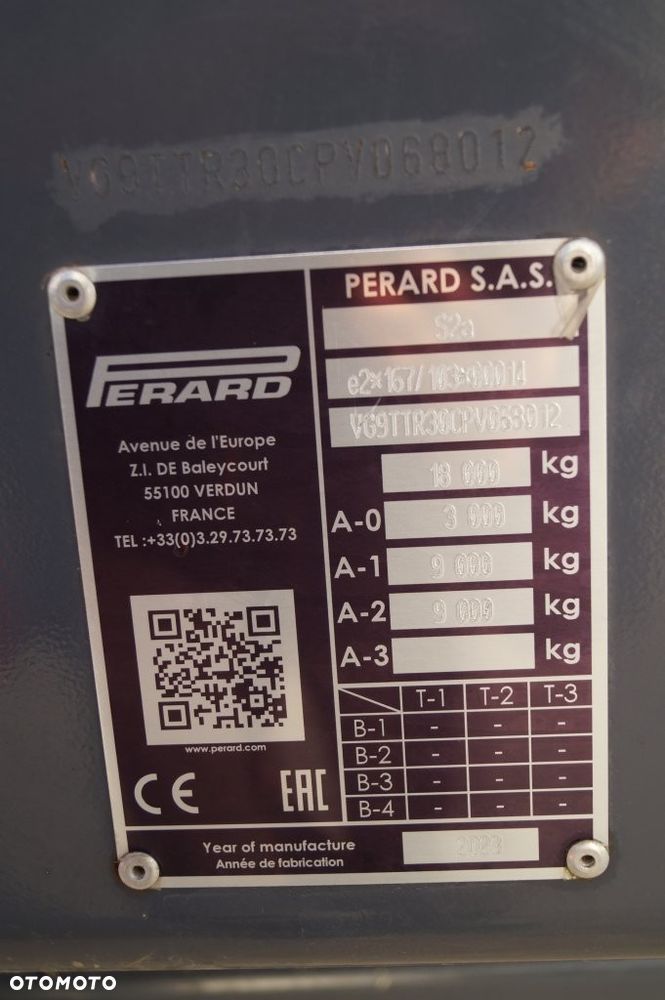 VG9TTR30CPV068012
PERARD S.A.S.
S2a
e2*167/103*00014
VG9TTR30CPV068012
18 000 kg
A-0 3 000 kg
A-1 9 000 kg
A-2 9 000 kg
A-3 kg
T-1 T-2 T-3
B-1 - - -
B-2 - - -
B-3 - - -
B-4 - - -
PERARD
Avenue de l'Europe
Z.I. DE Baleycourt
55100 VERDUN
FRANCE
TEL :+33(0)3.29.73.73.73
www.perard.com
CE EAC
Year of manufacture 2023
Année de fabrication
OTOMOTO